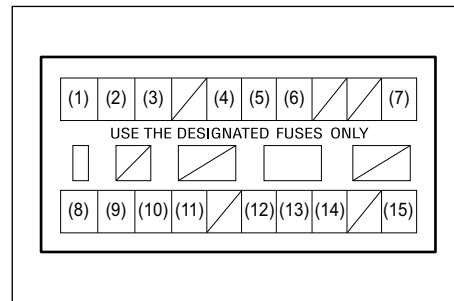 (1) (2) (3) (4) (5) (6) (7)
USE THE DESIGNATED FUSES ONLY
(8) (9) (10) (11) (12) (13) (14) (15)